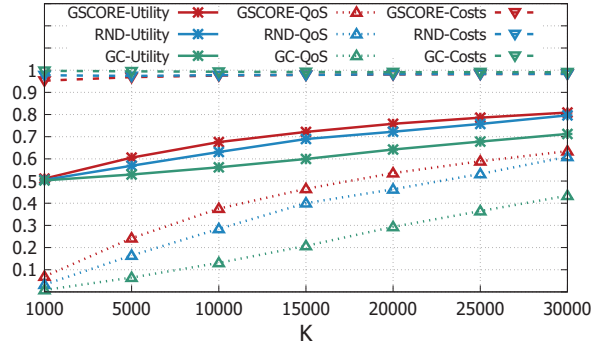 GSCORE-Utility GSCORE-QoS GSCORE-Costs
RND-Utility RND-QoS RND-Costs
GC-Utility GC-QoS GC-Costs
1
0.9
0.8
0.7
0.6
0.5
0.4
0.3
0.2
0.1
1000 5000 10000 15000 20000 25000 30000
K